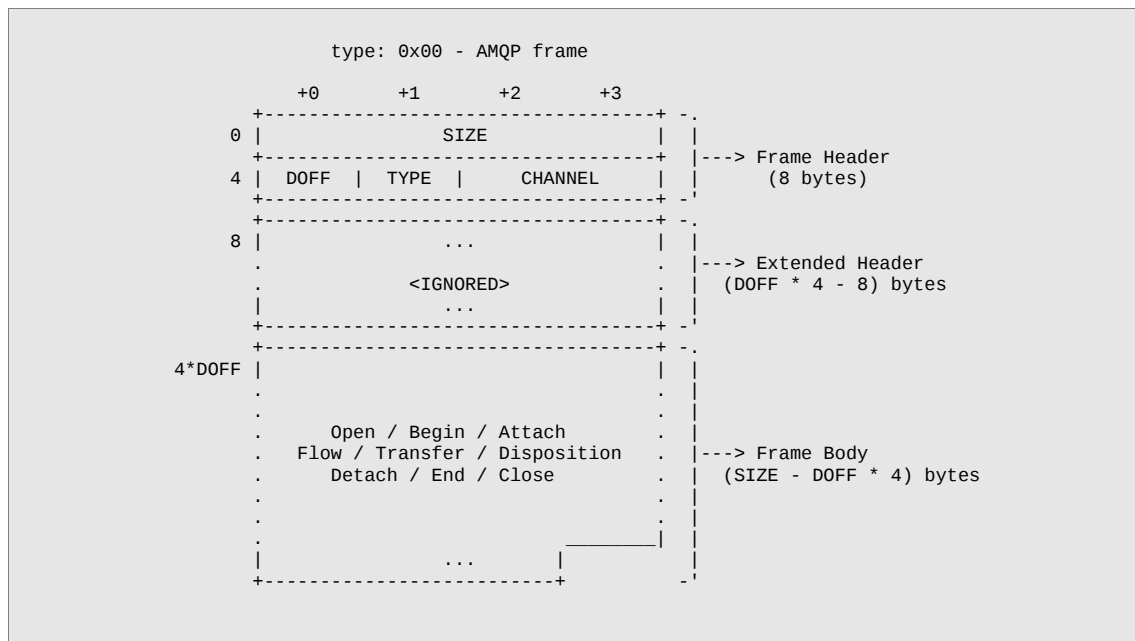 type: 0x00 - AMQP frame
+0 +1 +2 +3
+-----------------------------------+ -.
0 | SIZE | |
+-----------------------------------+ |---> Frame Header
4 | DOFF | TYPE | CHANNEL | | (8 bytes)
+-----------------------------------+ -'
+-----------------------------------+ -.
8 | ... | |
. . |---> Extended Header
. <IGNORED> . | (DOFF * 4 - 8) bytes
| ... | |
+-----------------------------------+ -'
+-----------------------------------+ -.
4*DOFF | | |
. . |
. . |
. Open / Begin / Attach . |
. Flow / Transfer / Disposition . |---> Frame Body
. Detach / End / Close . | (SIZE - DOFF * 4) bytes
. . |
. . |
. ________| |
| ... | |
+--------------------------+ -'